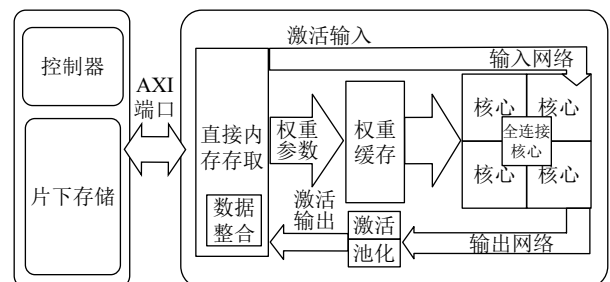 控制器
片下存储
AXI
端口
激活输入
输入网络
直接内
存存取
数据
整合
权重
参数
权重
缓存
核心
核心
全连接
核心
核心
核心
激活
输出
激活
池化
输出网络